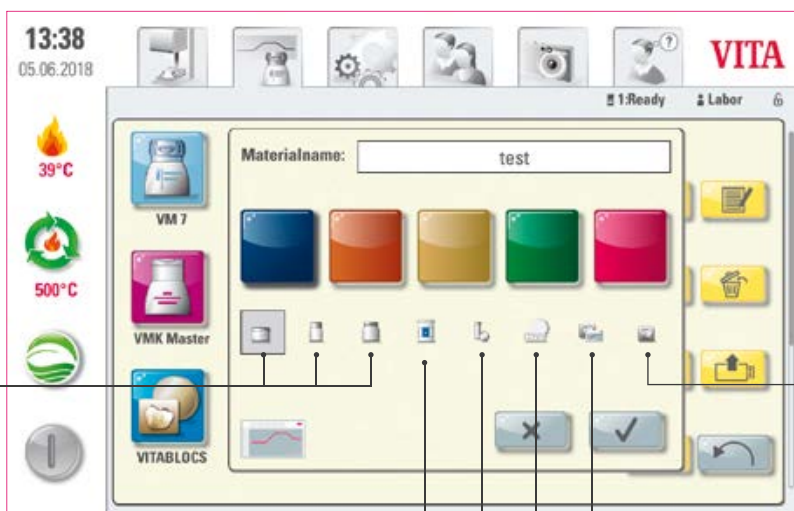 13:38
05.06.2018
VITA
1:Ready
Labor
39°C
Materialname:
test
VM 7
500°C
VMK Master
VITABLOCS